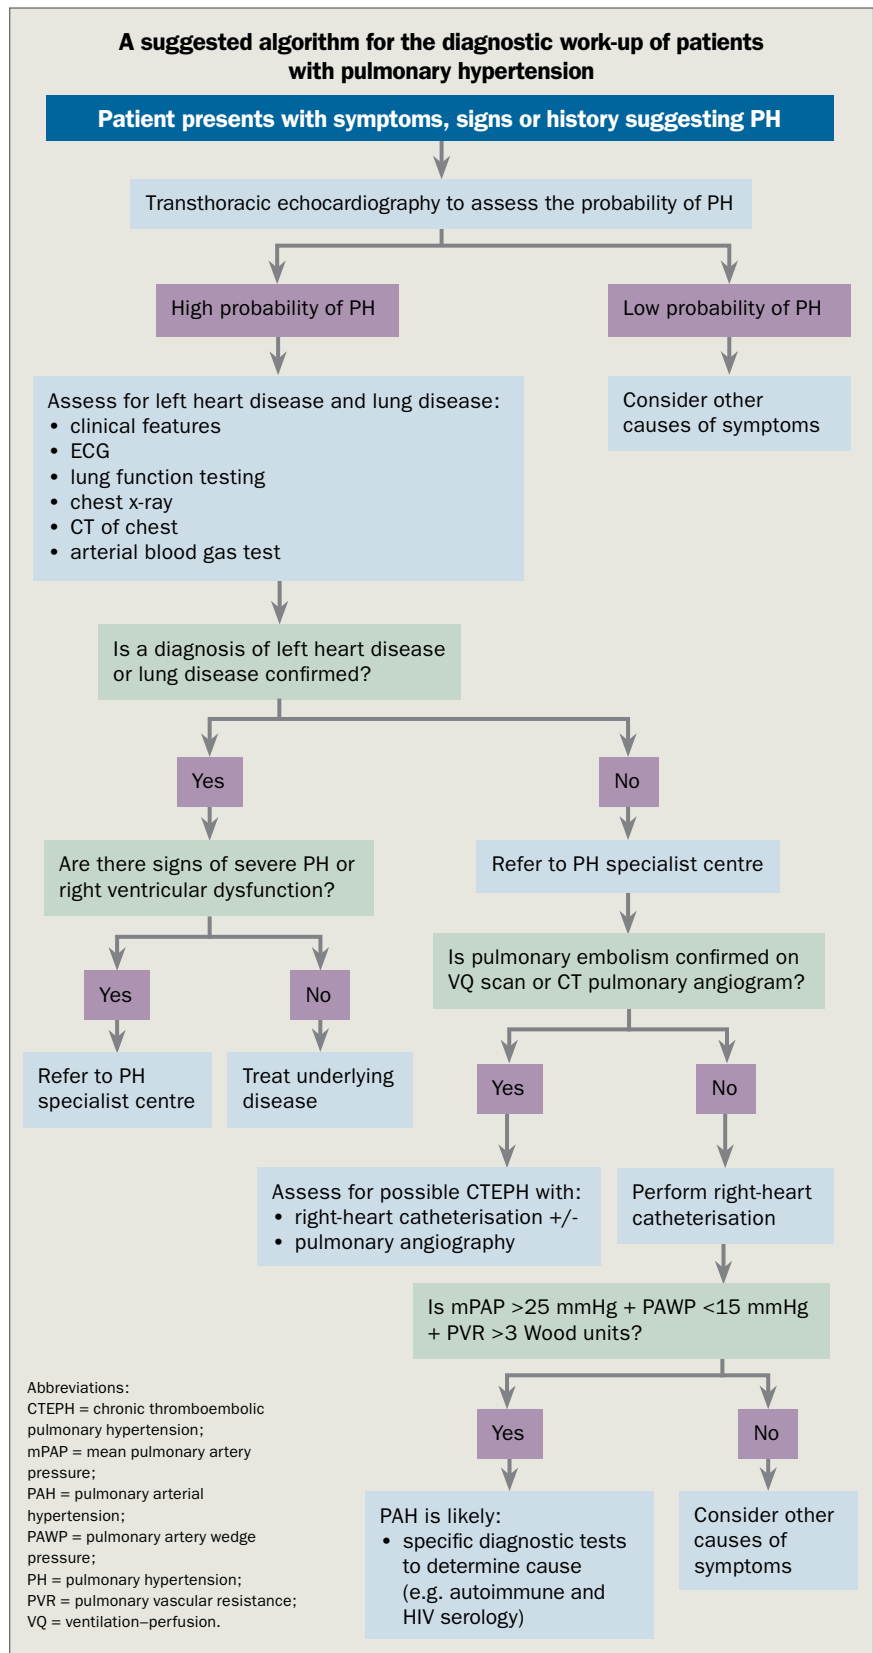 A suggested algorithm for the diagnostic work-up of patients
with pulmonary hypertension
Patient presents with symptoms, signs or history suggesting PH
Transthoracic echocardiography to assess the probability of PH
High probability of PH
Low probability of PH
Assess for left heart disease and lung disease:
• clinical features
• ECG
• lung function testing
• chest x-ray
• CT of chest
• arterial blood gas test
Consider other
causes of symptoms
Is a diagnosis of left heart disease
or lung disease confirmed?
Yes
No
Are there signs of severe PH or
right ventricular dysfunction?
Refer to PH specialist centre
Is pulmonary embolism confirmed on
VQ scan or CT pulmonary angiogram?
Yes
No
Refer to PH
specialist centre
Treat underlying
disease
Yes
No
Assess for possible CTEPH with:
• right-heart catheterisation +/-
• pulmonary angiography
Perform right-heart
catheterisation
Is mPAP >25 mmHg + PAWP <15 mmHg
+ PVR >3 Wood units?
Yes
No
PAH is likely:
• specific diagnostic tests
to determine cause
(e.g. autoimmune and
HIV serology)
Consider other
causes of
symptoms
Abbreviations:
CTEPH = chronic thromboembolic
pulmonary hypertension;
mPAP = mean pulmonary artery
pressure;
PAH = pulmonary arterial
hypertension;
PAWP = pulmonary artery wedge
pressure;
PH = pulmonary hypertension;
PVR = pulmonary vascular resistance;
VQ = ventilation–perfusion.